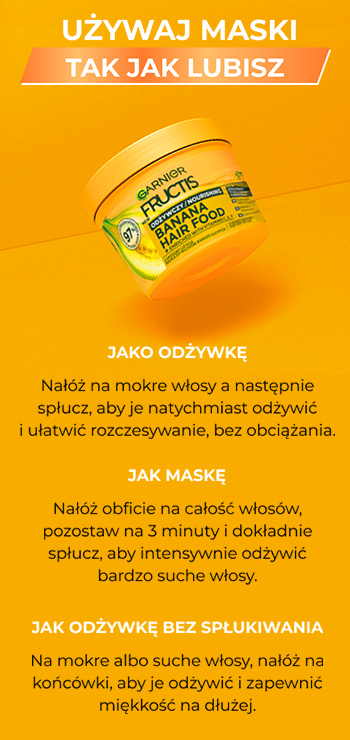 UŻYWAJ MASKI
TAK JAK LUBISZ
GARNIER
FRUCTIS
ODŻYWCZY / NOURISHING
BANANA
HAIR FOOD
97%
JAKO ODŻYWKĘ
Nałóż na mokre włosy a następnie
spłucz, aby je natychmiast odżywić
i ułatwić rozczesywanie, bez obciążania.
JAK MASKĘ
Nałóż obficie na całość włosów,
pozostaw na 3 minuty i dokładnie
spłucz, aby intensywnie odżywić
bardzo suche włosy.
JAK ODŻYWKĘ BEZ SPŁUKIWANIA
Na mokre albo suche włosy, nałóż na
końcówki, aby je odżywić i zapewnić
miękkość na dłużej.